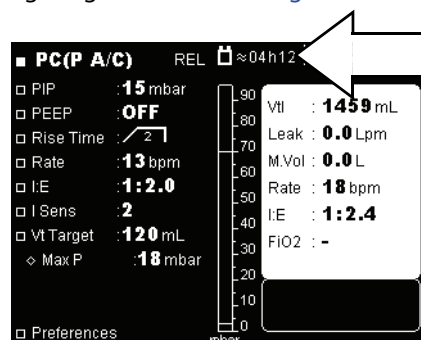 PC(P A/C) REL ≈04h12
PIP :15 mbar
PEEP :OFF
Rise Time : 2
Rate :13 bpm
I:E :1:2.0
I Sens :2
Vt Target :120 mL
Max P :18 mbar
Preferences
90
80
70
60
50
40
30
20
10
0
mbar
Vtl : 1459 mL
Leak : 0.0 Lpm
M.Vol : 0.0 L
Rate : 18 bpm
I:E : 1:2.4
FiO2 : -